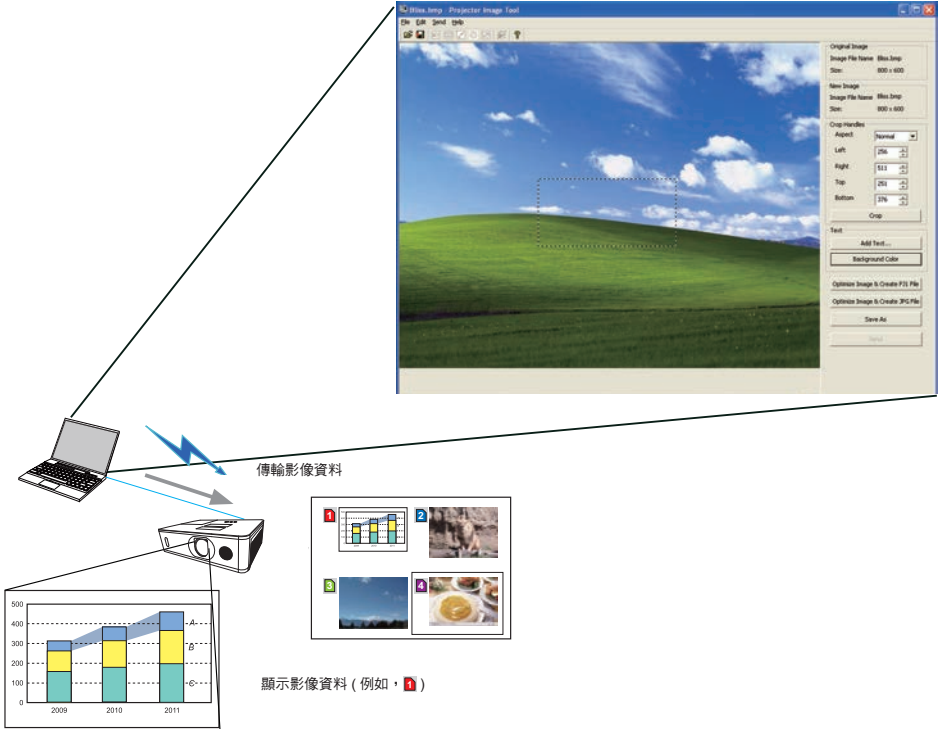 Bliss.bmp - Projector Image Tool
File Edit Send Help
Original Image
Image File Name Bliss.bmp
Size: 800 x 600
New Image
Image File Name Bliss.bmp
Size: 800 x 600
Crop Handles
Aspect Normal
Left 256
Right 511
Top 251
Bottom 376
Crop
Text
Add Text...
Background Color
Optimize Image & Create PJ1 File
Optimize Image & Create JPG File
Save As
Send
傳輸影像資料
1
2
3
4
500
400
300
200
100
0
A
B
C
2009 2010 2011
顯示影像資料 ( 例如，1 )